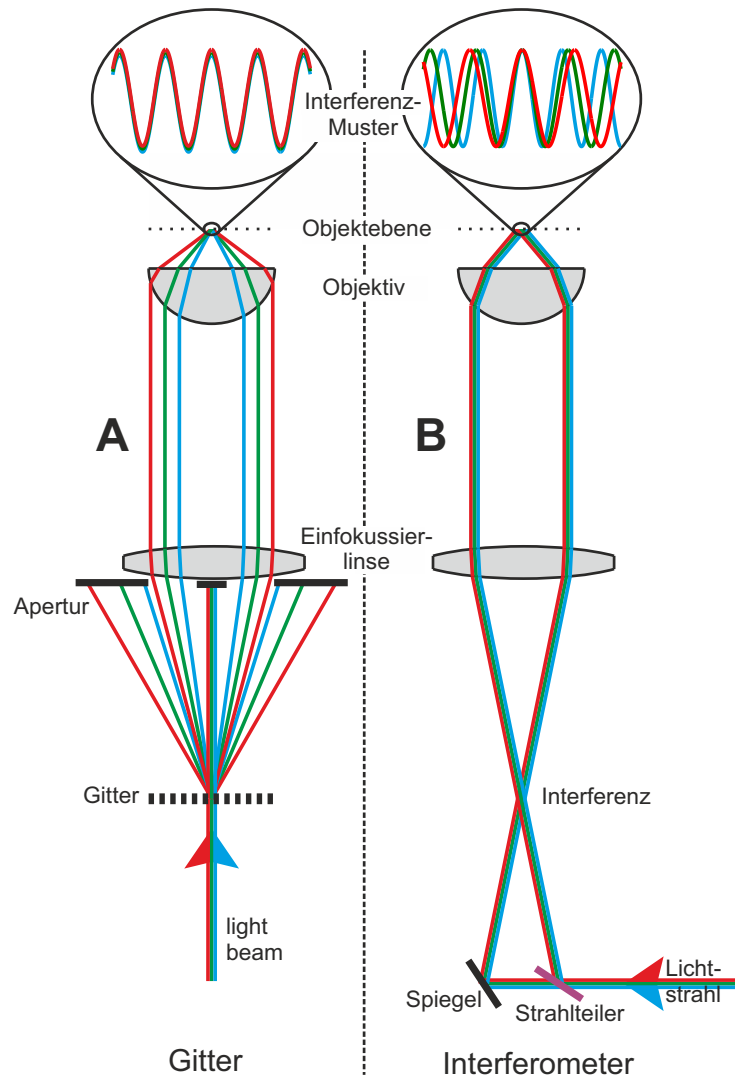 Interferenz-
Muster
Objektebene
Objektiv
A
B
Einfokussier-
linse
Apertur
Gitter
Interferenz
light
beam
Licht-
strahl
Spiegel
Strahlteiler
Gitter
Interferometer